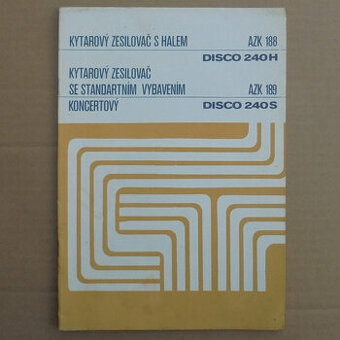 KYTAROVÝ ZESILOVAČ S HALEM AZK 188
DISCO 240H
KYTAROVÝ ZESILOVAČ
SE STANDARTNÍM VYBAVENÍM AZK 189
KONCERTOVÝ DISCO 240S